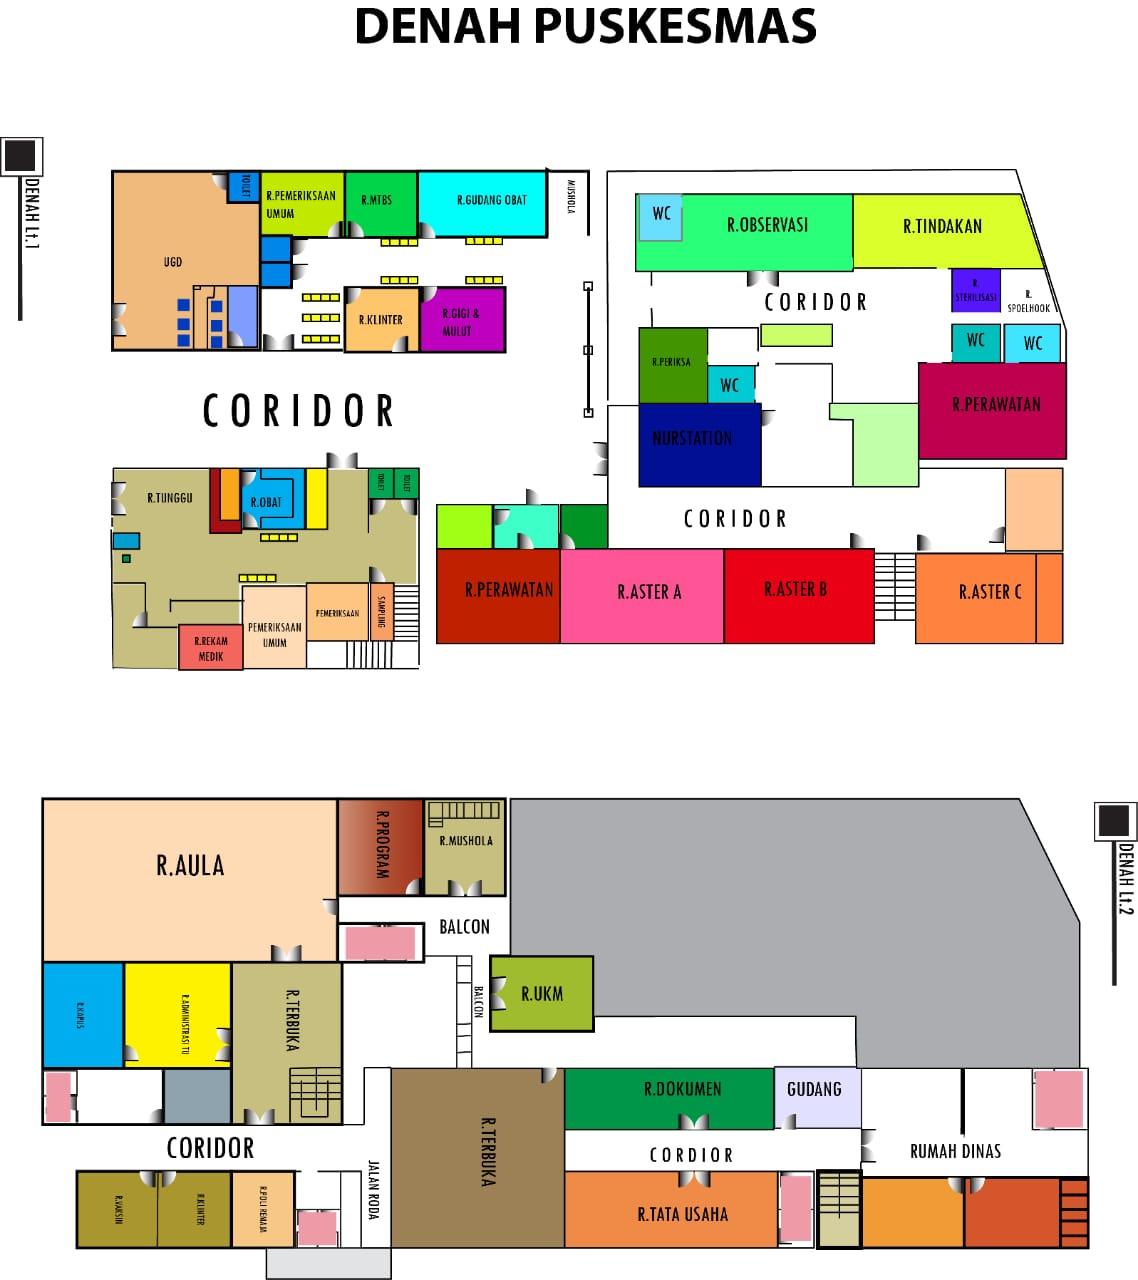 DENAH PUSKESMAS
DENAH Lt.1
UGD
TOILET
R.PEMERIKSAAN
UMUM
R.MTBS
R.GUDANG OBAT
MUSHOLA
R.KLINTER
R.GIGI &
MULUT
WC
R.OBSERVASI
R.TINDAKAN
CORIDOR
R.
STERILISASI
R.
SPOELHOOK
R.PERIKSA
WC
WC
WC
NURSTATION
R.PERAWATAN
CORIDOR
R.TUNGGU
R.OBAT
TOILET
TOILET
CORIDOR
PEMERIKSAAN
UMUM
PEMERIKSAAN
SAMPLING
R.REKAM
MEDIK
R.PERAWATAN
R.ASTER A
R.ASTER B
R.ASTER C
DENAH Lt.2
R.AULA
R.PROGRAM
R.MUSHOLA
BALCON
R.KAPUS
R.ADMINISTRASI TU
R.TERBUKA
BALCON
R.UKM
CORIDOR
R.VAKSIN
R.KLINTER
R.POLI REMAJA
JALAN RODA
R.TERBUKA
R.DOKUMEN
GUDANG
CORDIOR
RUMAH DINAS
R.TATA USAHA